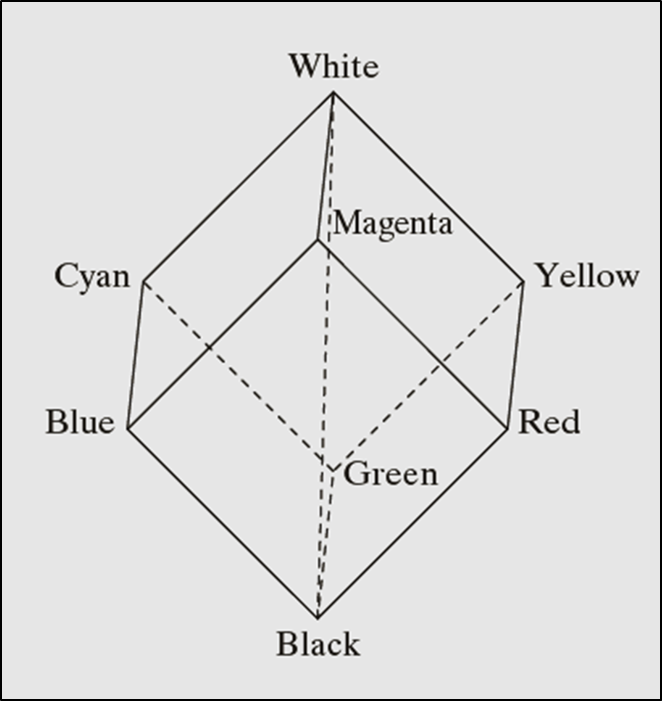 White
Magenta
Cyan
Yellow
Blue
Red
Green
Black